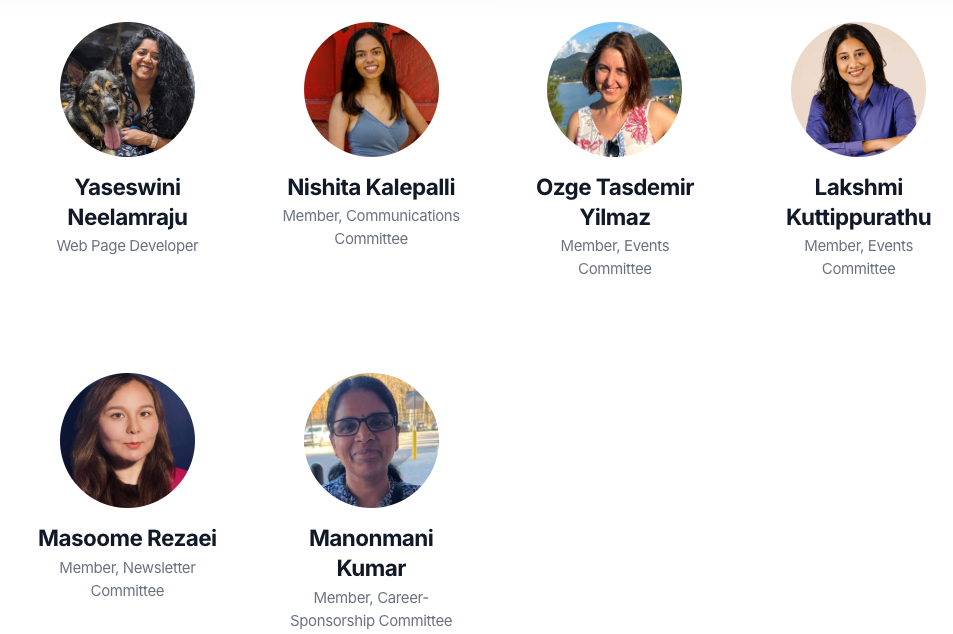 Yaseswini
Neelamraju
Web Page Developer
Nishita Kalepalli
Member, Communications
Committee
Ozge Tasdemir
Yilmaz
Member, Events
Committee
Lakshmi
Kuttippurathu
Member, Events
Committee
Masoome Rezaei
Member, Newsletter
Committee
Manonmani
Kumar
Member, Career-
Sponsorship Committee